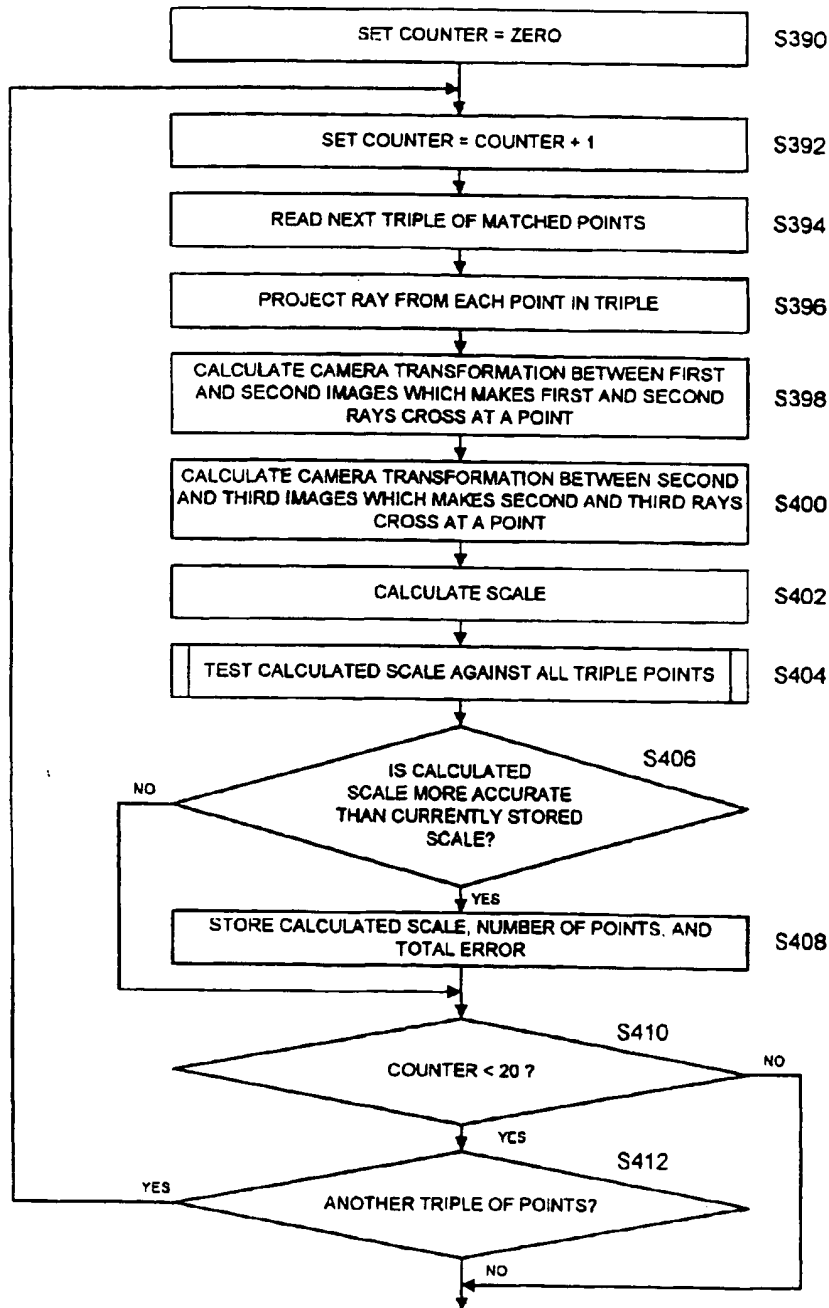 SET COUNTER = ZERO
S390
SET COUNTER = COUNTER + 1
S392
READ NEXT TRIPLE OF MATCHED POINTS
S394
PROJECT RAY FROM EACH POINT IN TRIPLE
S396
CALCULATE CAMERA TRANSFORMATION BETWEEN FIRST
AND SECOND IMAGES WHICH MAKES FIRST AND SECOND
RAYS CROSS AT A POINT
S398
CALCULATE CAMERA TRANSFORMATION BETWEEN SECOND
AND THIRD IMAGES WHICH MAKES SECOND AND THIRD RAYS
CROSS AT A POINT
S400
CALCULATE SCALE
S402
TEST CALCULATED SCALE AGAINST ALL TRIPLE POINTS
S404
S406
IS CALCULATED
SCALE MORE ACCURATE
THAN CURRENTLY STORED
SCALE?
NO
YES
STORE CALCULATED SCALE, NUMBER OF POINTS, AND
TOTAL ERROR
S408
S410
COUNTER < 20 ?
NO
YES
S412
ANOTHER TRIPLE OF POINTS?
YES
NO